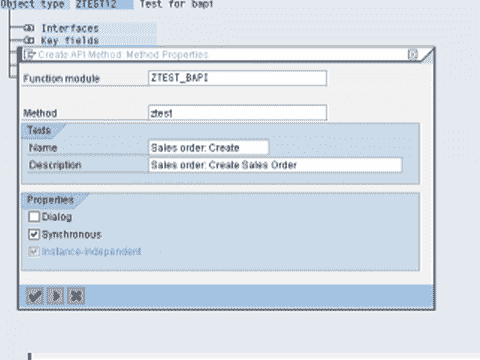 Object type ZTEST12 Test for bapi
Interfaces
Key fields
Create API Method: Method Properties
Function module ZTEST_BAPI
Method ztest
Texts
Name Sales order: Create
Description Sales order: Create Sales Order
Properties
Dialog
Synchronous
Instance-independent